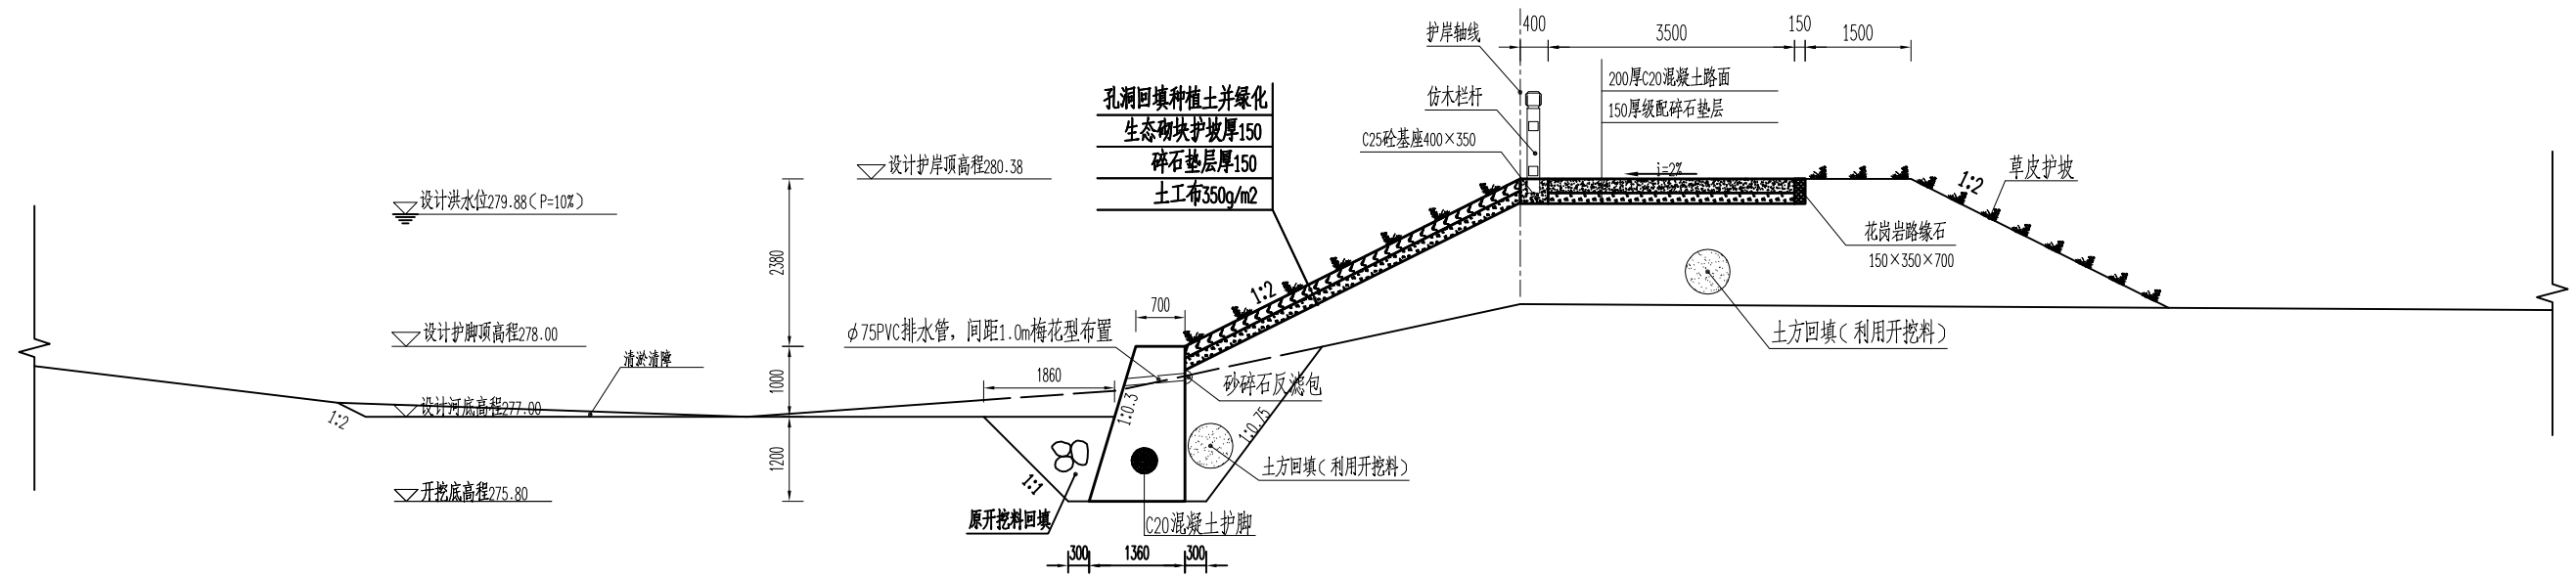 400
3500
150
1500
护岸轴线
200厚C20混凝土路面
150厚级配碎石垫层
仿木栏杆
C25砼基座400×350
孔洞回填种植土并绿化
生态砌块护坡厚150
碎石垫层厚150
土工布350g/m2
设计护岸顶高程280.38
i=2%
草皮护坡
1:2
设计洪水位279.88(P=10%)
花岗岩路缘石
150×350×700
2380
1:2
700
设计护脚顶高程278.00
φ75PVC排水管，间距1.0m梅花型布置
土方回填(利用开挖料)
清淤清障
1860
1000
砂碎石反滤包
设计河底高程277.00
1:2
1:0.3
1:0.75
1200
土方回填(利用开挖料)
1:1
开挖底高程275.80
原开挖料回填
C20混凝土护脚
300
1360
300